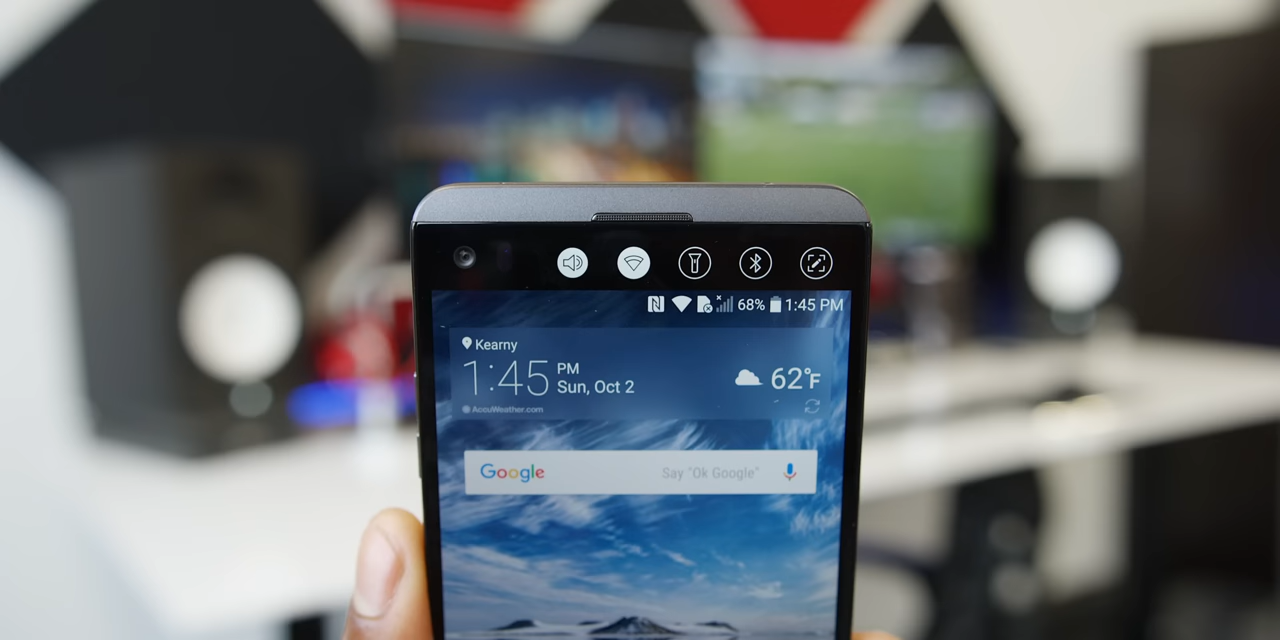 68% 1:45 PM
Kearny
1:45 PM
Sun, Oct 2
62°F
AccuWeather.com
Google Say "Ok Google"